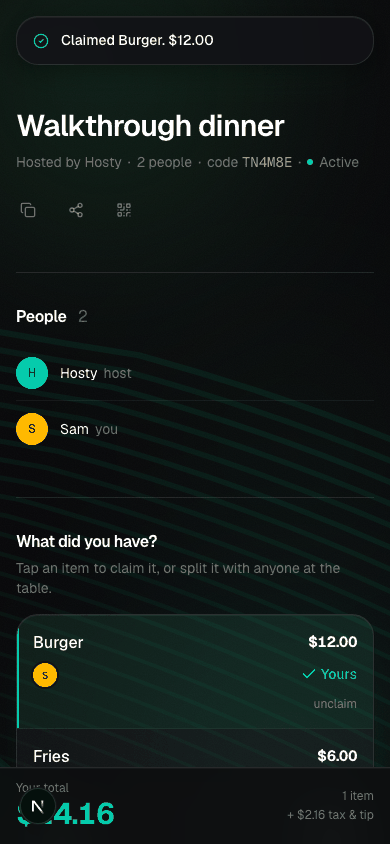 Claimed Burger. $12.00
Walkthrough dinner
Hosted by Hosty · 2 people · code TN4M8E · Active
People 2
H Hosty host
S Sam you
What did you have?
Tap an item to claim it, or split it with anyone at the
table.
Burger $12.00
S Yours
unclaim
Fries $6.00
Your total 1 item
N + $2.16 tax & tip